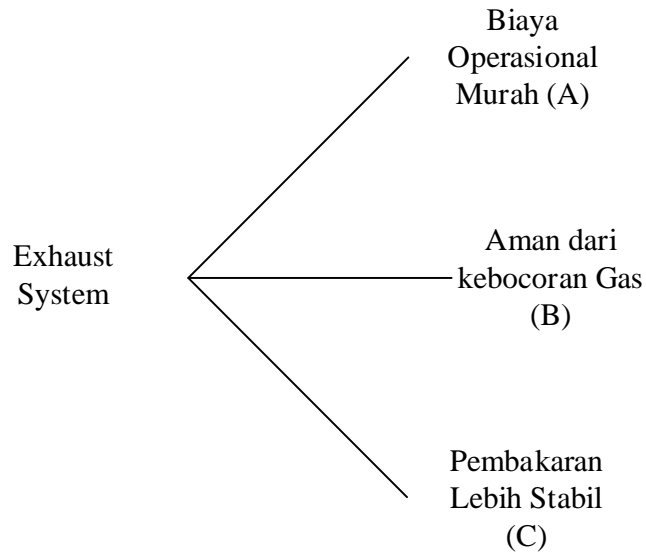 Biaya
Operasional
Murah (A)
Exhaust
System
Aman dari
kebocoran Gas
(B)
Pembakaran
Lebih Stabil
(C)